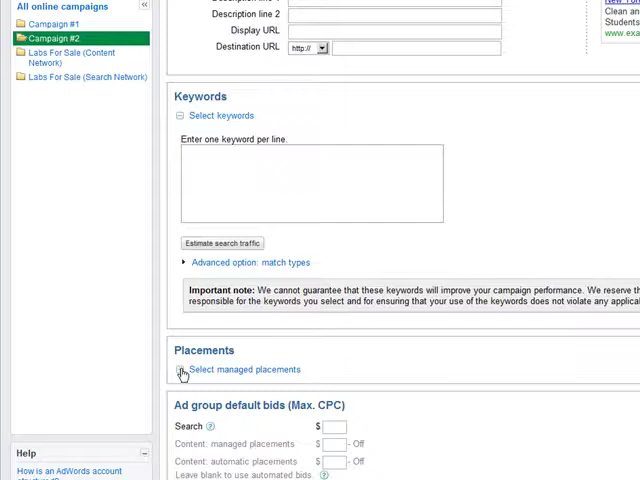 All online campaigns
«
Campaign #1
Campaign #2
Labs For Sale (Content
Network)
Labs For Sale (Search Network)
Help
How is an AdWords account
Description line 2
Display URL
Destination URL
http://
Clean an
Students
www.exa
Keywords
Select keywords
Enter one keyword per line.
Estimate search traffic
Advanced option: match types
Important note: We cannot guarantee that these keywords will improve your campaign performance. We reserve th
responsible for the keywords you select and for ensuring that your use of the keywords does not violate any applica
Placements
Select managed placements
Ad group default bids (Max. CPC)
Search ? $
Content: managed placements $ - Off
Content: automatic placements $ - Off
Leave blank to use automated bids. ?